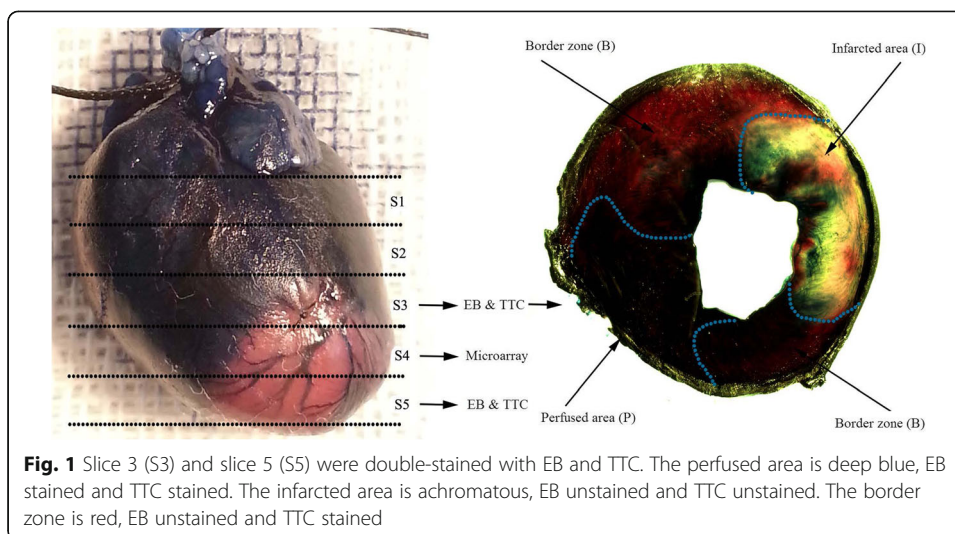 Border zone (B)
Infarcted area (I)
S1
S2
S3 EB & TTC
S4 Microarray
S5 EB & TTC
Perfused area (P)
Border zone (B)
Fig. 1 Slice 3 (S3) and slice 5 (S5) were double-stained with EB and TTC. The perfused area is deep blue, EB
stained and TTC stained. The infarcted area is achromatous, EB unstained and TTC unstained. The border
zone is red, EB unstained and TTC stained